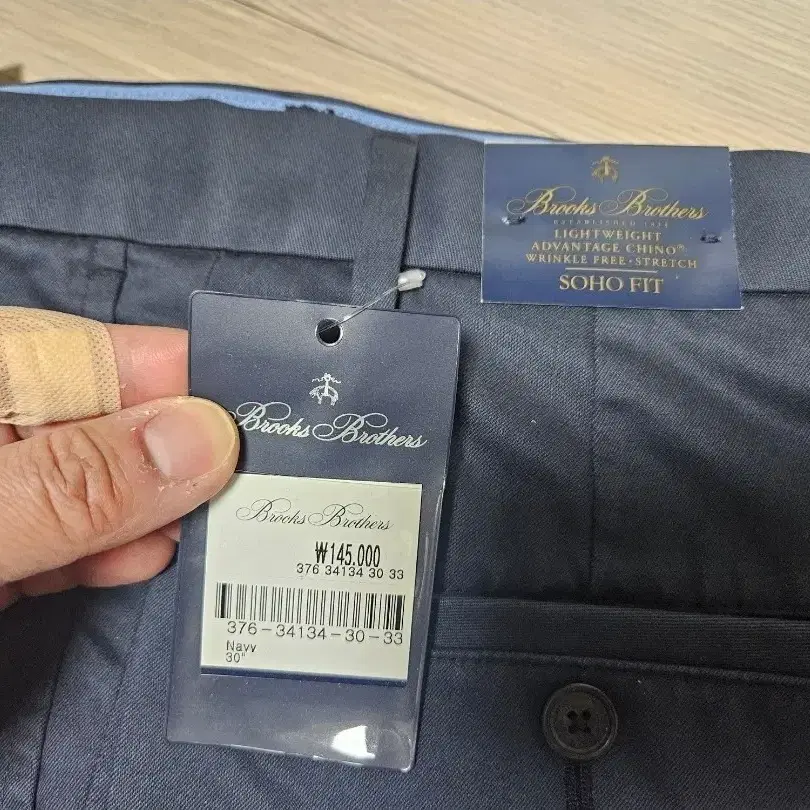 Brooks Brothers
ESTABLISHED 1818
LIGHTWEIGHT
ADVANTAGE CHINO®
WRINKLE FREE · STRETCH
SOHO FIT
Brooks Brothers
Brooks Brothers
₩145.000
376 34134 30 33
376-34134-30-33
Navy
30"